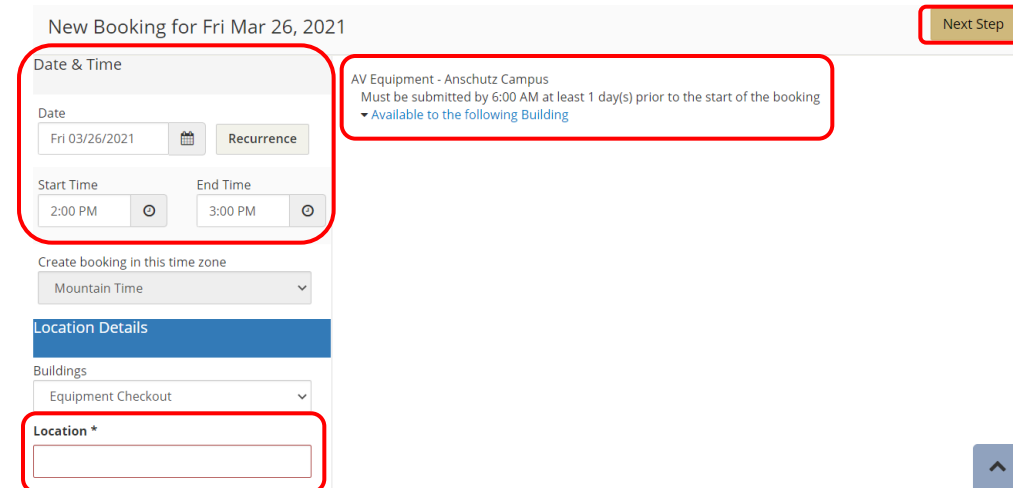 New Booking for Fri Mar 26, 2021
Next Step
Date & Time
Date
Fri 03/26/2021
Recurrence
Start Time
End Time
2:00 PM
3:00 PM
Create booking in this time zone
Mountain Time
Location Details
Buildings
Equipment Checkout
Location *
AV Equipment - Anschutz Campus
Must be submitted by 6:00 AM at least 1 day(s) prior to the start of the booking
Available to the following Building